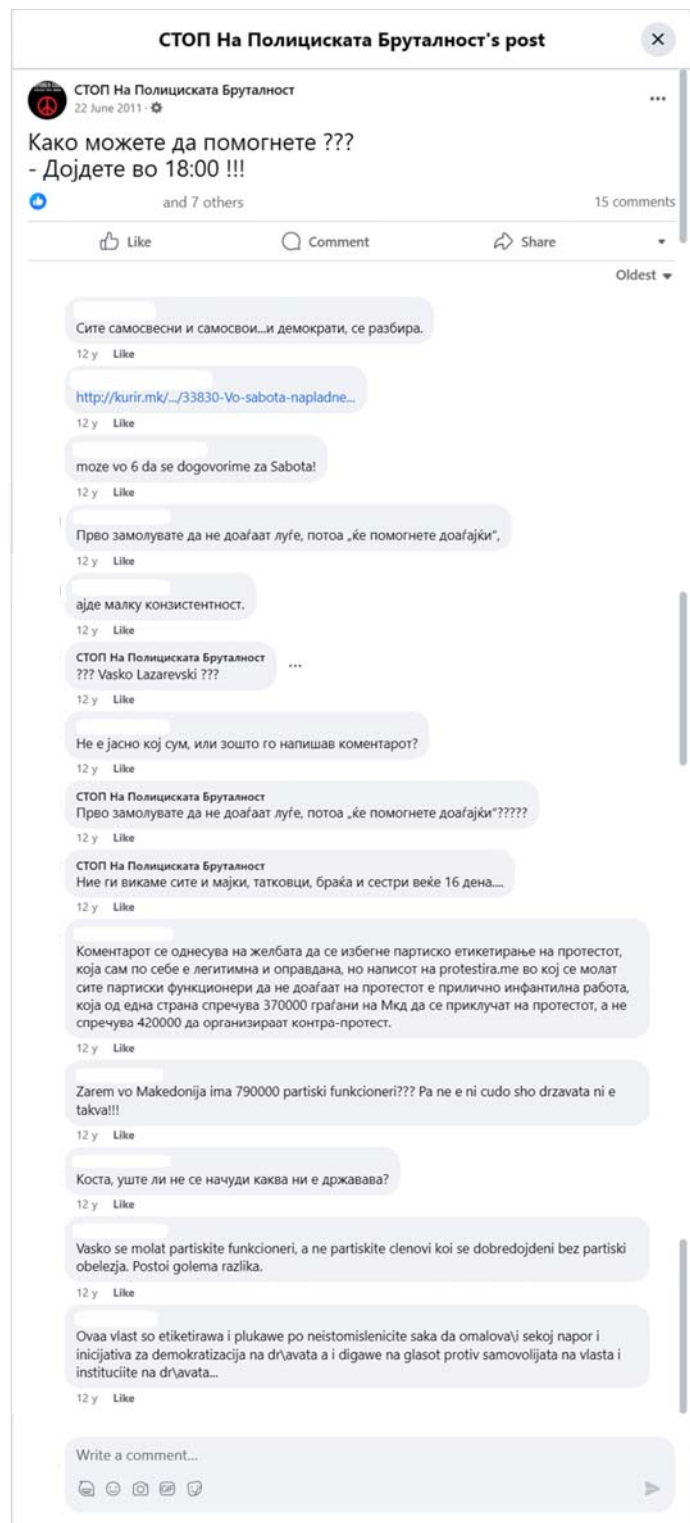 СТОП На Полициската Бруталност's post
СТОП На Полициската Бруталност
22 June 2011 ·
Како можете да помогнете ???
- Дојдете во 18:00 !!!
and 7 others
15 comments
Like
Comment
Share
Oldest
Сите самосвесни и самосвои...и демократи, се разбира.
12 y Like
http://kurir.mk/.../33830-Vo-sabota-napladne...
12 y Like
moze vo 6 da se dogovorime za Sabota!
12 y Like
Прво замолувате да не доаѓаат луѓе, потоа „ќе помогнете доаѓајќи“,
12 y Like
ајде малку конзистентност.
12 y Like
СТОП На Полициската Бруталност
??? Vasko Lazarevski ???
12 y Like
Не е јасно кој сум, или зошто го напишав коментарот?
12 y Like
СТОП На Полициската Бруталност
Прво замолувате да не доаѓаат луѓе, потоа „ќе помогнете доаѓајќи“?????
12 y Like
СТОП На Полициската Бруталност
Ние ги викаме сите и мајки, татковци, браќа и сестри веќе 16 дена....
12 y Like
Коментарот се однесува на желбата да се избегне партиско етикетирање на протестот,
која сам по себе е легитимна и оправдана, но написот на protestira.me во кој се молат
сите партиски функционери да не доаѓаат на протестот е прилично инфантилна работа,
која од една страна спречува 370000 граѓани на Мкд да се приклучат на протестот, а не
спречува 420000 да организираат контра-протест.
12 y Like
Zarem vo Makedonija ima 790000 partiski funkcioneri??? Pa ne e ni cudo sho drzavata ni e
takva!!!
12 y Like
Коста, уште ли не се начуди каква ни е државава?
12 y Like
Vasko se molat partiskite funkcioneri, a ne partiskite clenovi koi se dobredojdeni bez partiski
obelezja. Postoi golema razlika.
12 y Like
Ovaa vlast so etiketirawa i plukawe po neistomislenicite saka da omalova\i sekoj napor i
inicijativa za demokratizacija na dr\avata a i digawe na glasot protiv samovolijata na vlasta i
instituciite na dr\avata...
12 y Like
Write a comment...
GIF